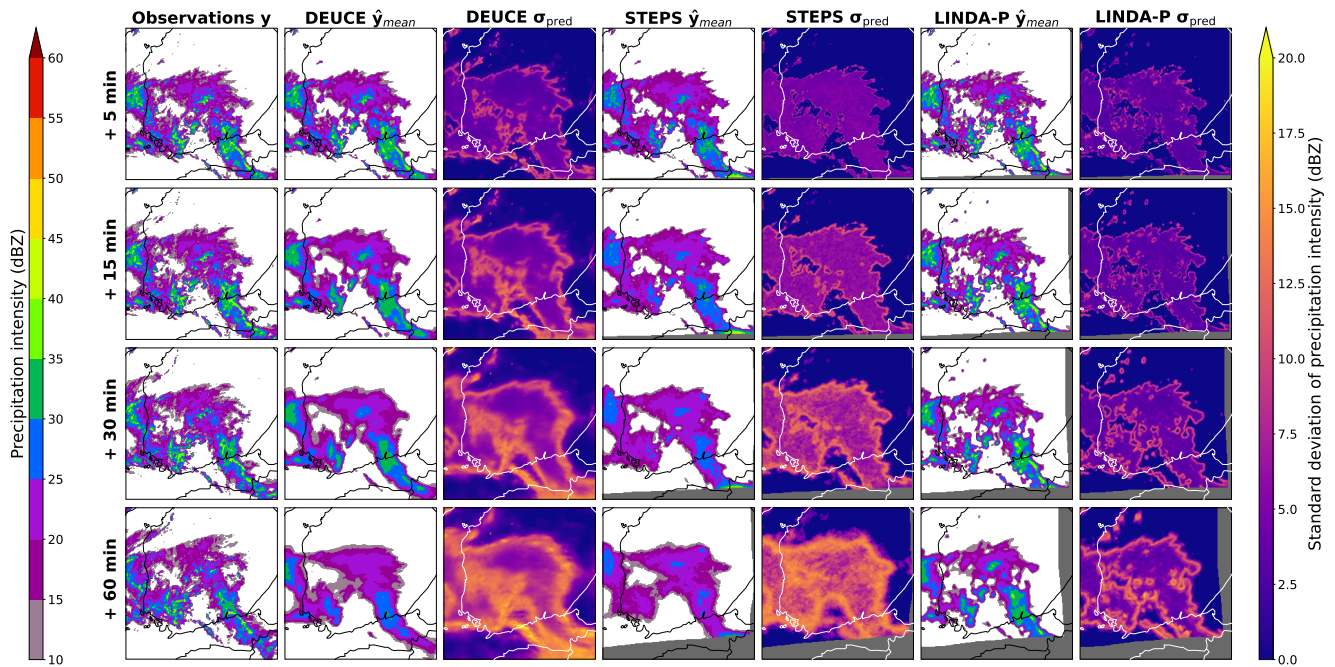 Observations y
DEUCE ŷmean
DEUCE σpred
STEPS ŷmean
STEPS σpred
LINDA-P ŷmean
LINDA-P σpred
Precipitation intensity (dBZ)
60
55
50
45
40
35
30
25
20
15
10
+ 5 min
+ 15 min
+ 30 min
+ 60 min
20.0
17.5
15.0
12.5
10.0
7.5
5.0
2.5
0.0
Standard deviation of precipitation intensity (dBZ)